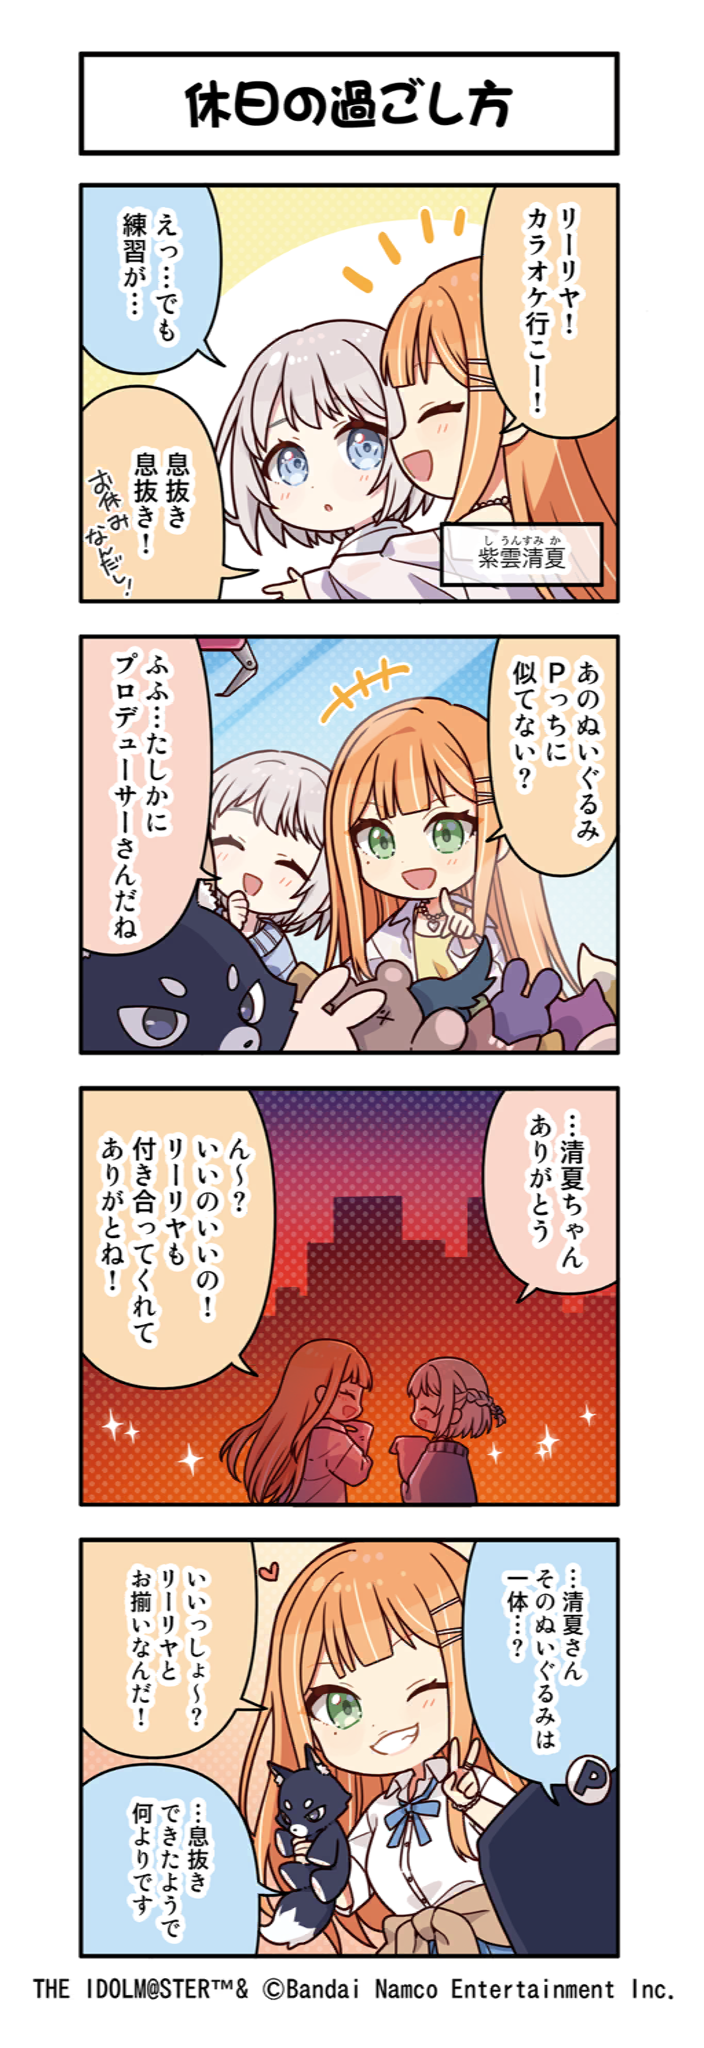 休日の過ごし方
リーリヤ！
カラオケ行こー！
えっ…でも
練習が…
息抜き
息抜き！
お休み
なんだし！
しうんすみか
紫雲清夏
あのぬいぐるみ
Pっちに
似てない？
ふふ…たしかに
プロデューサーさんだね
…清夏ちゃん
ありがとう
ん〜？
いいのいいの！
リーリヤも
付き合ってくれて
ありがとね！
…清夏さん
そのぬいぐるみは
一体…？
P
いいっしょ〜？
リーリヤと
お揃いなんだ！
…息抜き
できたようで
何よりです
THE IDOLM@STER™& ©Bandai Namco Entertainment Inc.